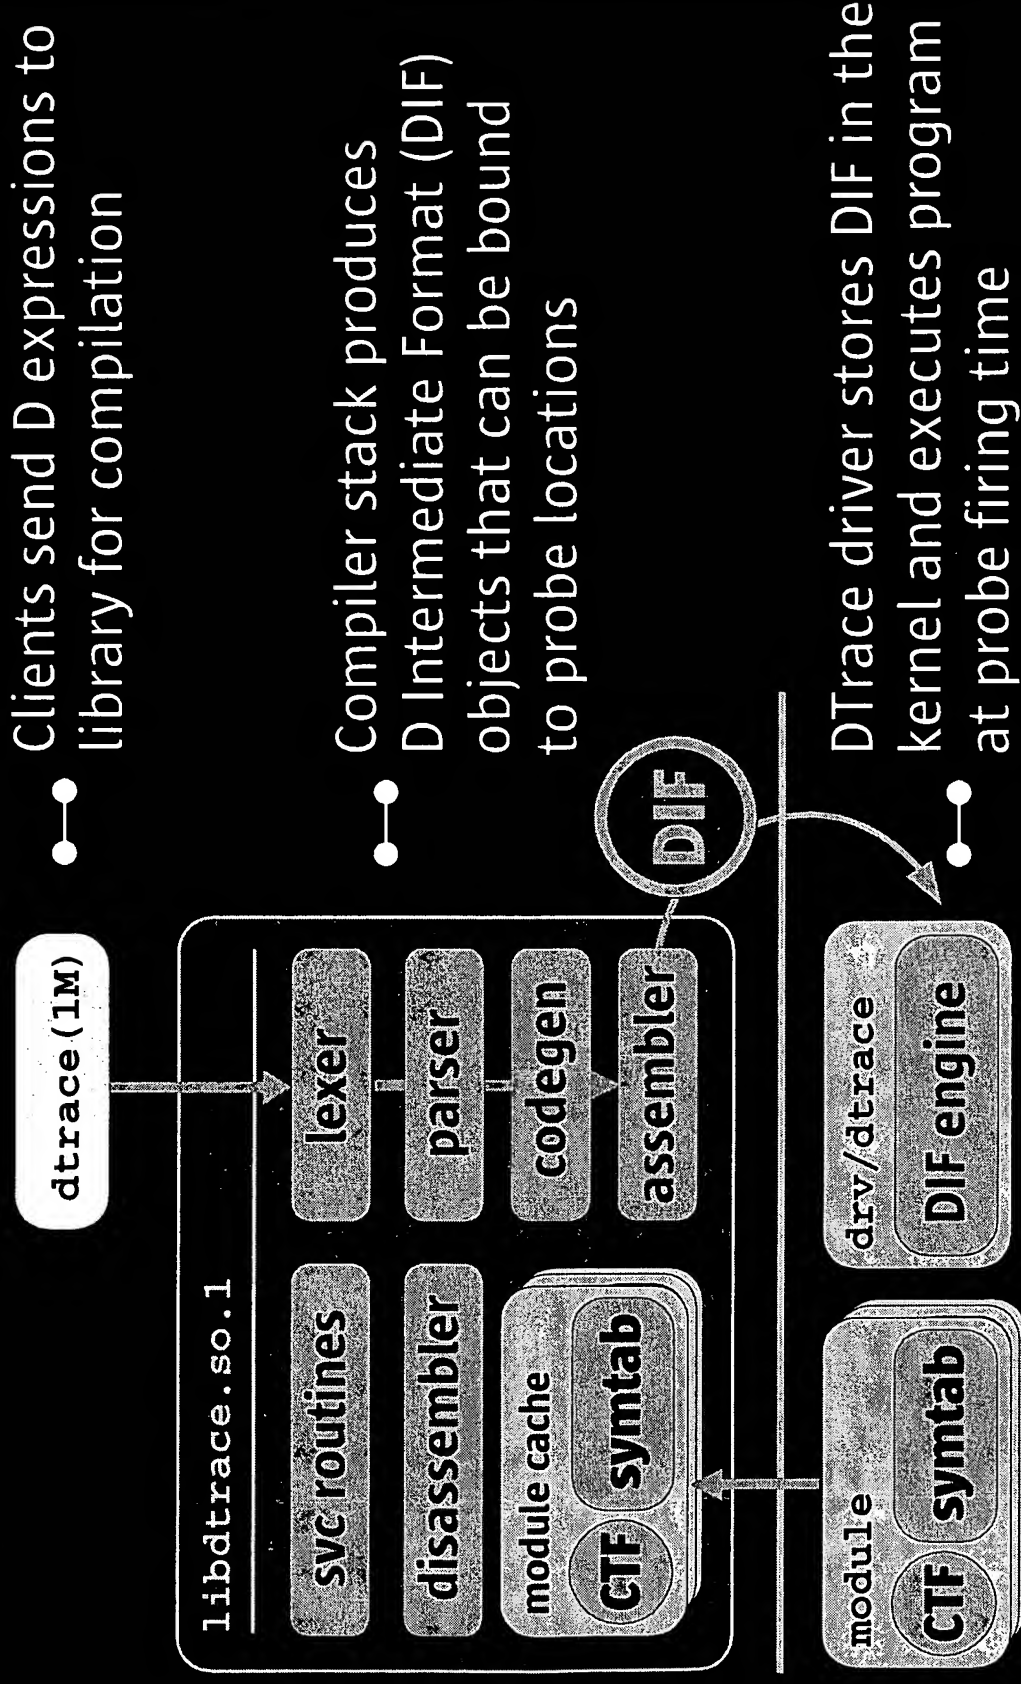 dtrace(1M)
Clients send D expressions to
library for compilation
libdtrace.so.1
svc routines
lexer
disassembler
parser
module cache
CTF
symtab
codegen
assembler
Compiler stack produces
D Intermediate Format (DIF)
objects that can be bound
to probe locations
DIF
module
CTF
symtab
drv/dtrace
DIF engine
DTrace driver stores DIF in the
kernel and executes program
at probe firing time